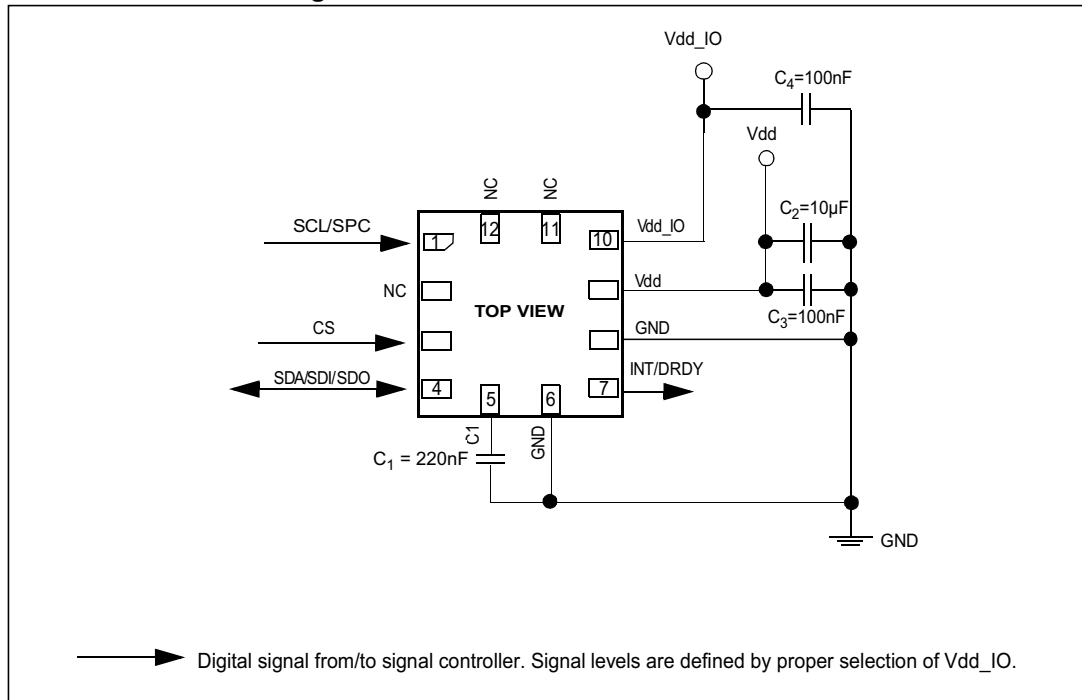 Vdd_IO
C4=100nF
Vdd
NC
NC
C2=10µF
SCL/SPC
1
12
11
10
Vdd_IO
NC
Vdd
TOP VIEW
C3=100nF
CS
GND
SDA/SDI/SDO
4
5
6
7
INT/DRDY
C1
GND
C1 = 220nF
GND
Digital signal from/to signal controller. Signal levels are defined by proper selection of Vdd_IO.